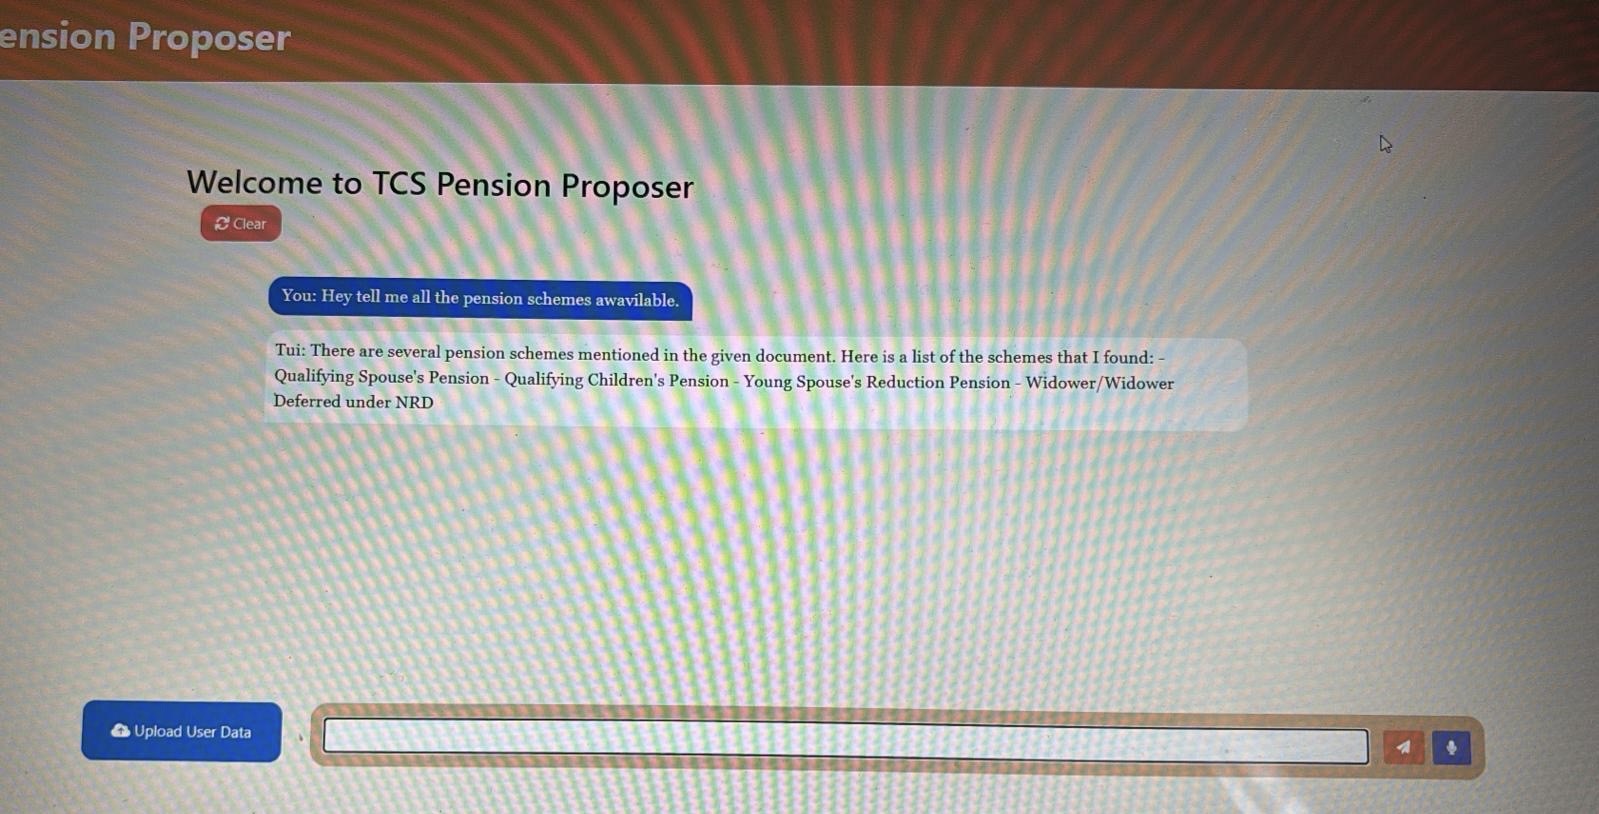 ension Proposer
Welcome to TCS Pension Proposer
Clear
You: Hey tell me all the pension schemes awavilable.
Tui: There are several pension schemes mentioned in the given document. Here is a list of the schemes that I found: -
Qualifying Spouse's Pension - Qualifying Children's Pension - Young Spouse's Reduction Pension - Widower/Widower
Deferred under NRD
Upload User Data